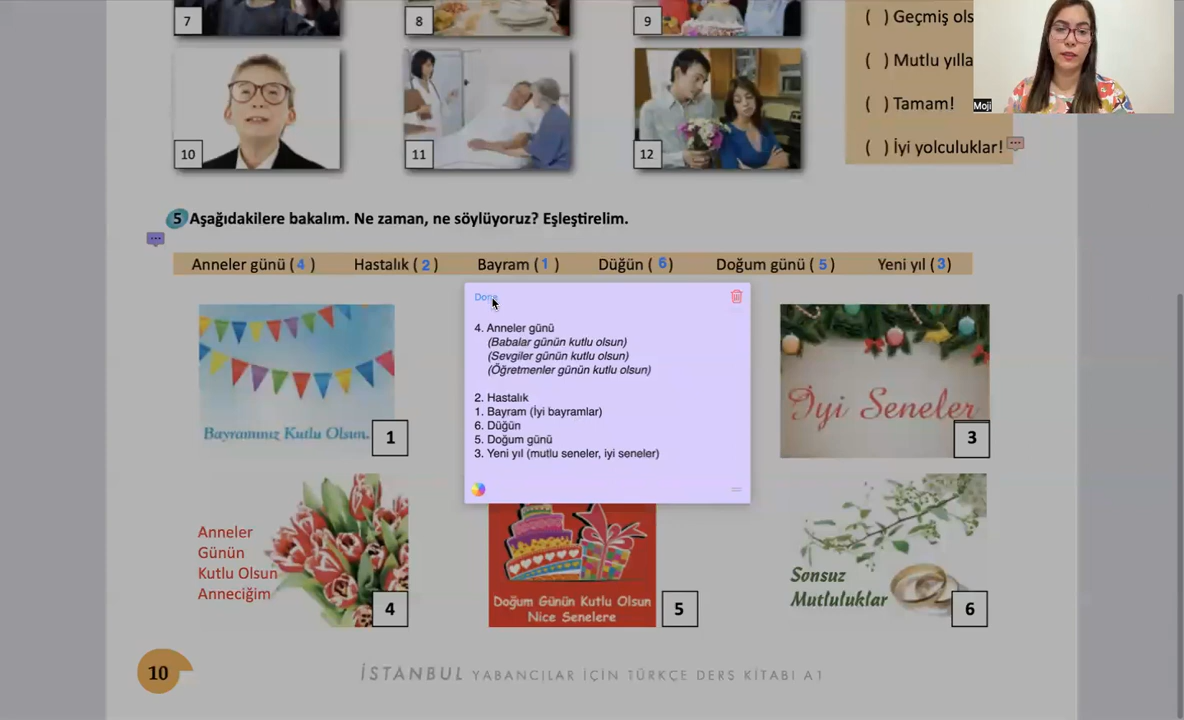 7
8
9
( ) Geçmiş ols
( ) Mutlu yılla
( ) Tamam!
( ) İyi yolculuklar!
Moji
10
11
12
5 Aşağıdakilere bakalım. Ne zaman, ne söylüyoruz? Eşleştirelim.
Anneler günü ( 4 ) Hastalık ( 2 ) Bayram ( 1 ) Düğün ( 6 ) Doğum günü ( 5 ) Yeni yıl ( 3 )
Done
4. Anneler günü
(Babalar günün kutlu olsun)
(Sevgiler günün kutlu olsun)
(Öğretmenler günün kutlu olsun)
2. Hastalık
1. Bayram (İyi bayramlar)
6. Düğün
5. Doğum günü
3. Yeni yıl (mutlu seneler, iyi seneler)
Bayramınız Kutlu Olsun.
1
İyi Seneler
3
Anneler
Günün
Kutlu Olsun
Anneciğim
4
Doğum Günün Kutlu Olsun
Nice Senelere
5
Sonsuz
Mutluluklar
6
10
İSTANBUL YABANCILAR İÇİN TÜRKÇE DERS KİTABI A1